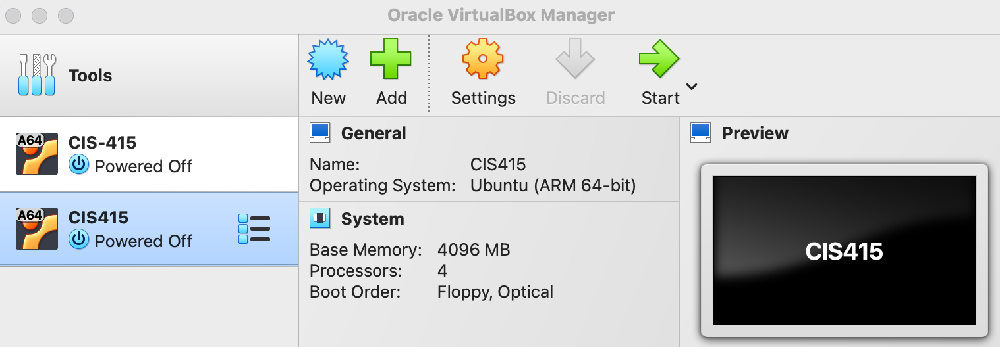 Oracle VirtualBox Manager
Tools
New
Add
Settings
Discard
Start
A64
CIS-415
Powered Off
A64
CIS415
Powered Off
General
Name: CIS415
Operating System: Ubuntu (ARM 64-bit)
System
Base Memory: 4096 MB
Processors: 4
Boot Order: Floppy, Optical
Preview
CIS415